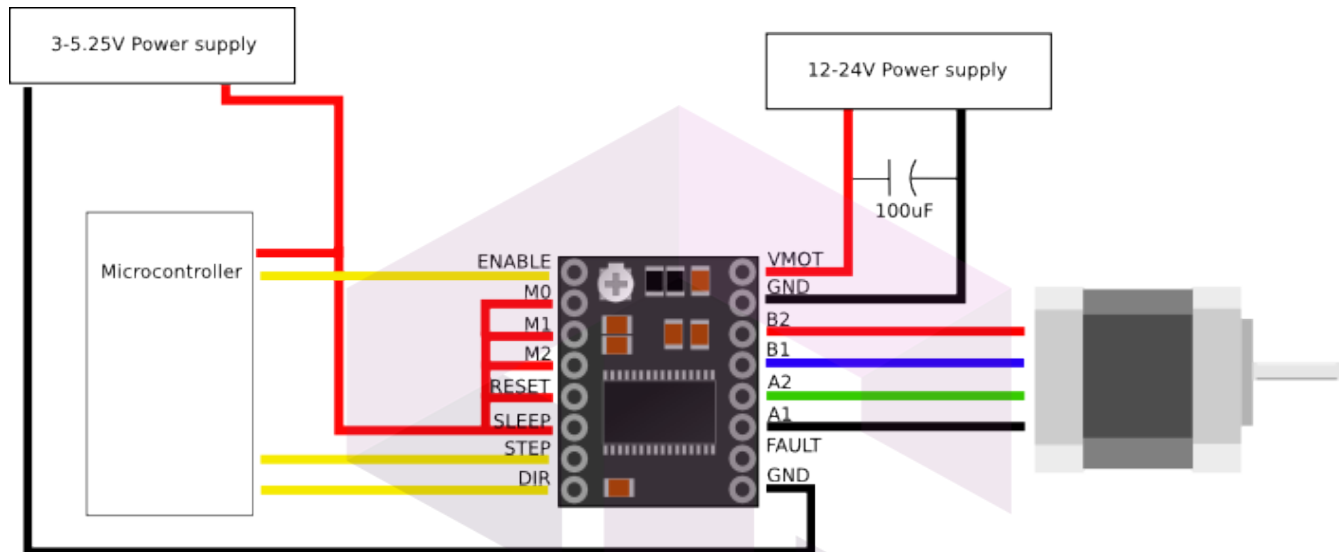 3-5.25V Power supply
12-24V Power supply
100uF
Microcontroller
ENABLE
M0
M1
M2
RESET
SLEEP
STEP
DIR
VMOT
GND
B2
B1
A2
A1
FAULT
GND